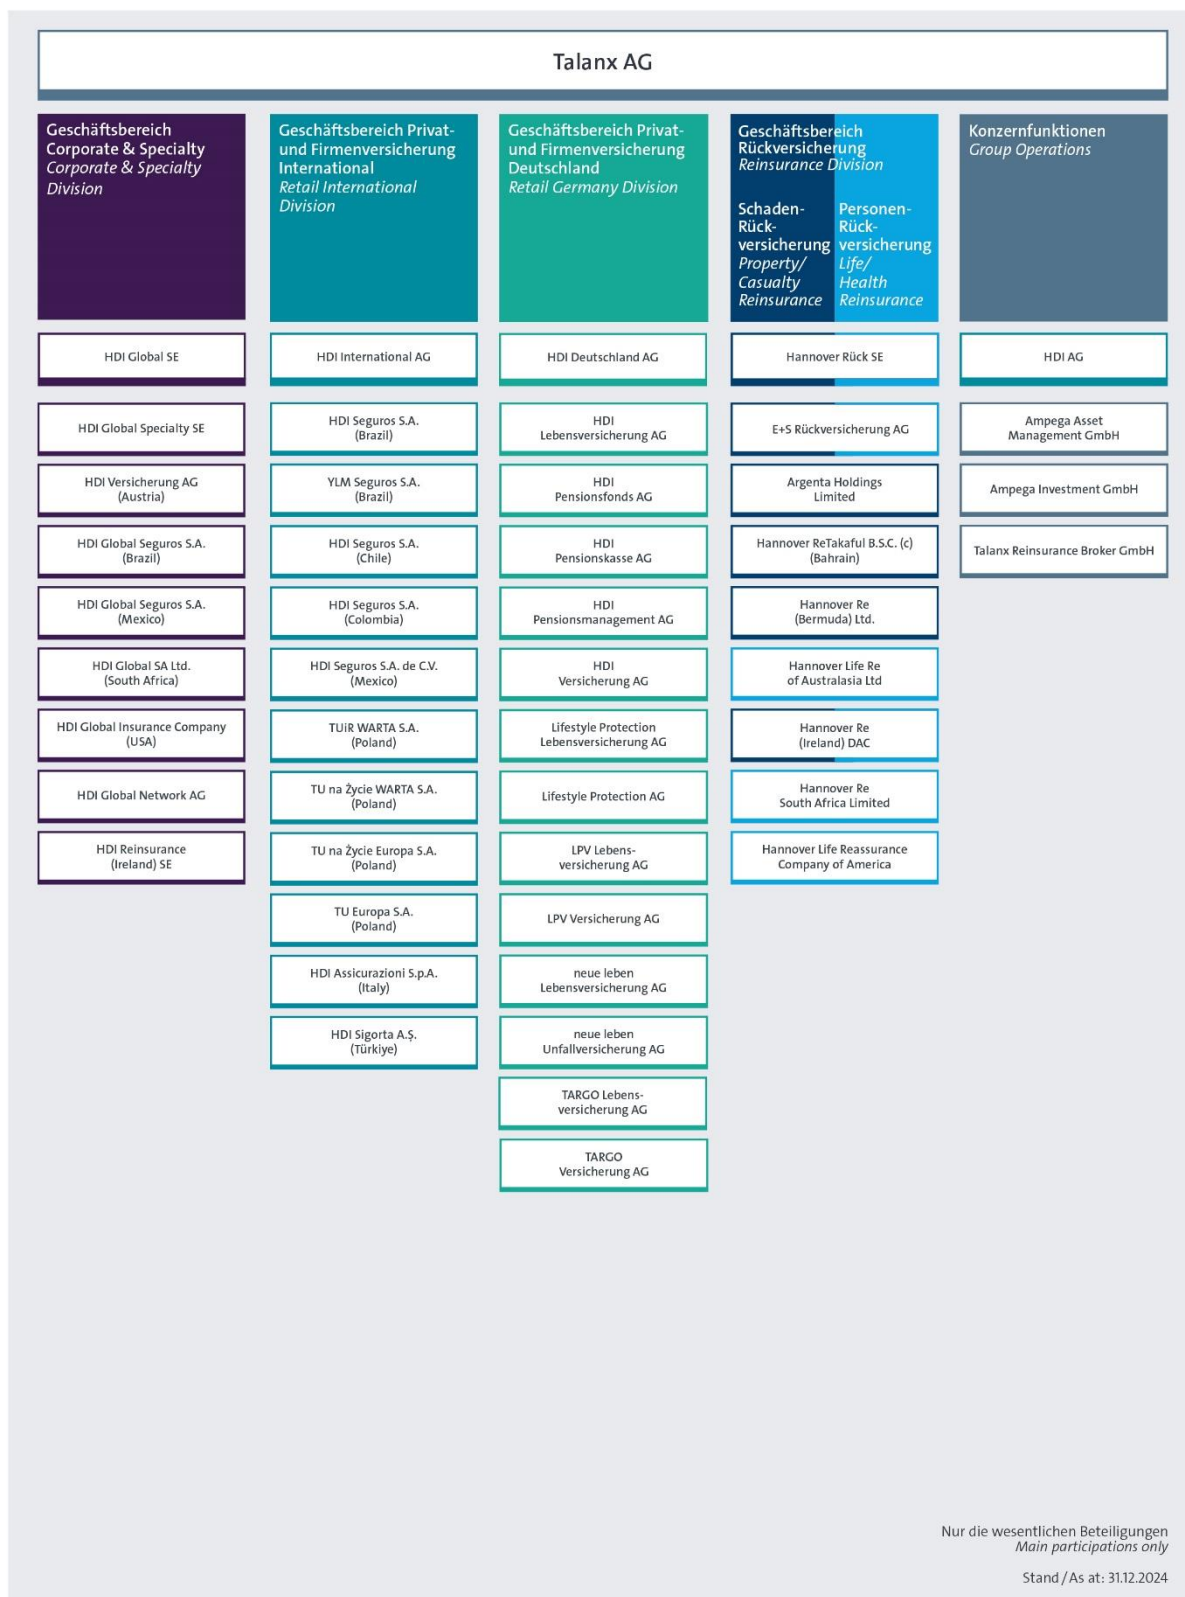 Talanx AG
Geschäftsbereich
Corporate & Specialty
Corporate & Specialty
Division
Geschäftsbereich Privat-
und Firmenversicherung
International
Retail International
Division
Geschäftsbereich Privat-
und Firmenversicherung
Deutschland
Retail Germany Division
Geschäftsbereich
Rückversicherung
Reinsurance Division
Schaden-
Rück-
versicherung
Property/
Casualty
Reinsurance
Personen-
Rück-
versicherung
Life/
Health
Reinsurance
Konzernfunktionen
Group Operations
HDI Global SE
HDI Global Specialty SE
HDI Versicherung AG
(Austria)
HDI Global Seguros S.A.
(Brazil)
HDI Global Seguros S.A.
(Mexico)
HDI Global SA Ltd.
(South Africa)
HDI Global Insurance Company
(USA)
HDI Global Network AG
HDI Reinsurance
(Ireland) SE
HDI International AG
HDI Seguros S.A.
(Brazil)
YLM Seguros S.A.
(Brazil)
HDI Seguros S.A.
(Chile)
HDI Seguros S.A.
(Colombia)
HDI Seguros S.A. de C.V.
(Mexico)
TUiR WARTA S.A.
(Poland)
TU na Życie WARTA S.A.
(Poland)
TU na Życie Europa S.A.
(Poland)
TU Europa S.A.
(Poland)
HDI Assicurazioni S.p.A.
(Italy)
HDI Sigorta A.Ş.
(Türkiye)
HDI Deutschland AG
HDI
Lebensversicherung AG
HDI
Pensionsfonds AG
HDI
Pensionskasse AG
HDI
Pensionsmanagement AG
HDI
Versicherung AG
Lifestyle Protection
Lebensversicherung AG
Lifestyle Protection AG
LPV Lebens-
versicherung AG
LPV Versicherung AG
neue leben
Lebensversicherung AG
neue leben
Unfallversicherung AG
TARGO Lebens-
versicherung AG
TARGO
Versicherung AG
Hannover Rück SE
E+S Rückversicherung AG
Argenta Holdings
Limited
Hannover ReTakaful B.S.C. (c)
(Bahrain)
Hannover Re
(Bermuda) Ltd.
Hannover Life Re
of Australasia Ltd
Hannover Re
(Ireland) DAC
Hannover Re
South Africa Limited
Hannover Life Reassurance
Company of America
HDI AG
Ampega Asset
Management GmbH
Ampega Investment GmbH
Talanx Reinsurance Broker GmbH
Nur die wesentlichen Beteiligungen
Main participations only
Stand / As at: 31.12.2024